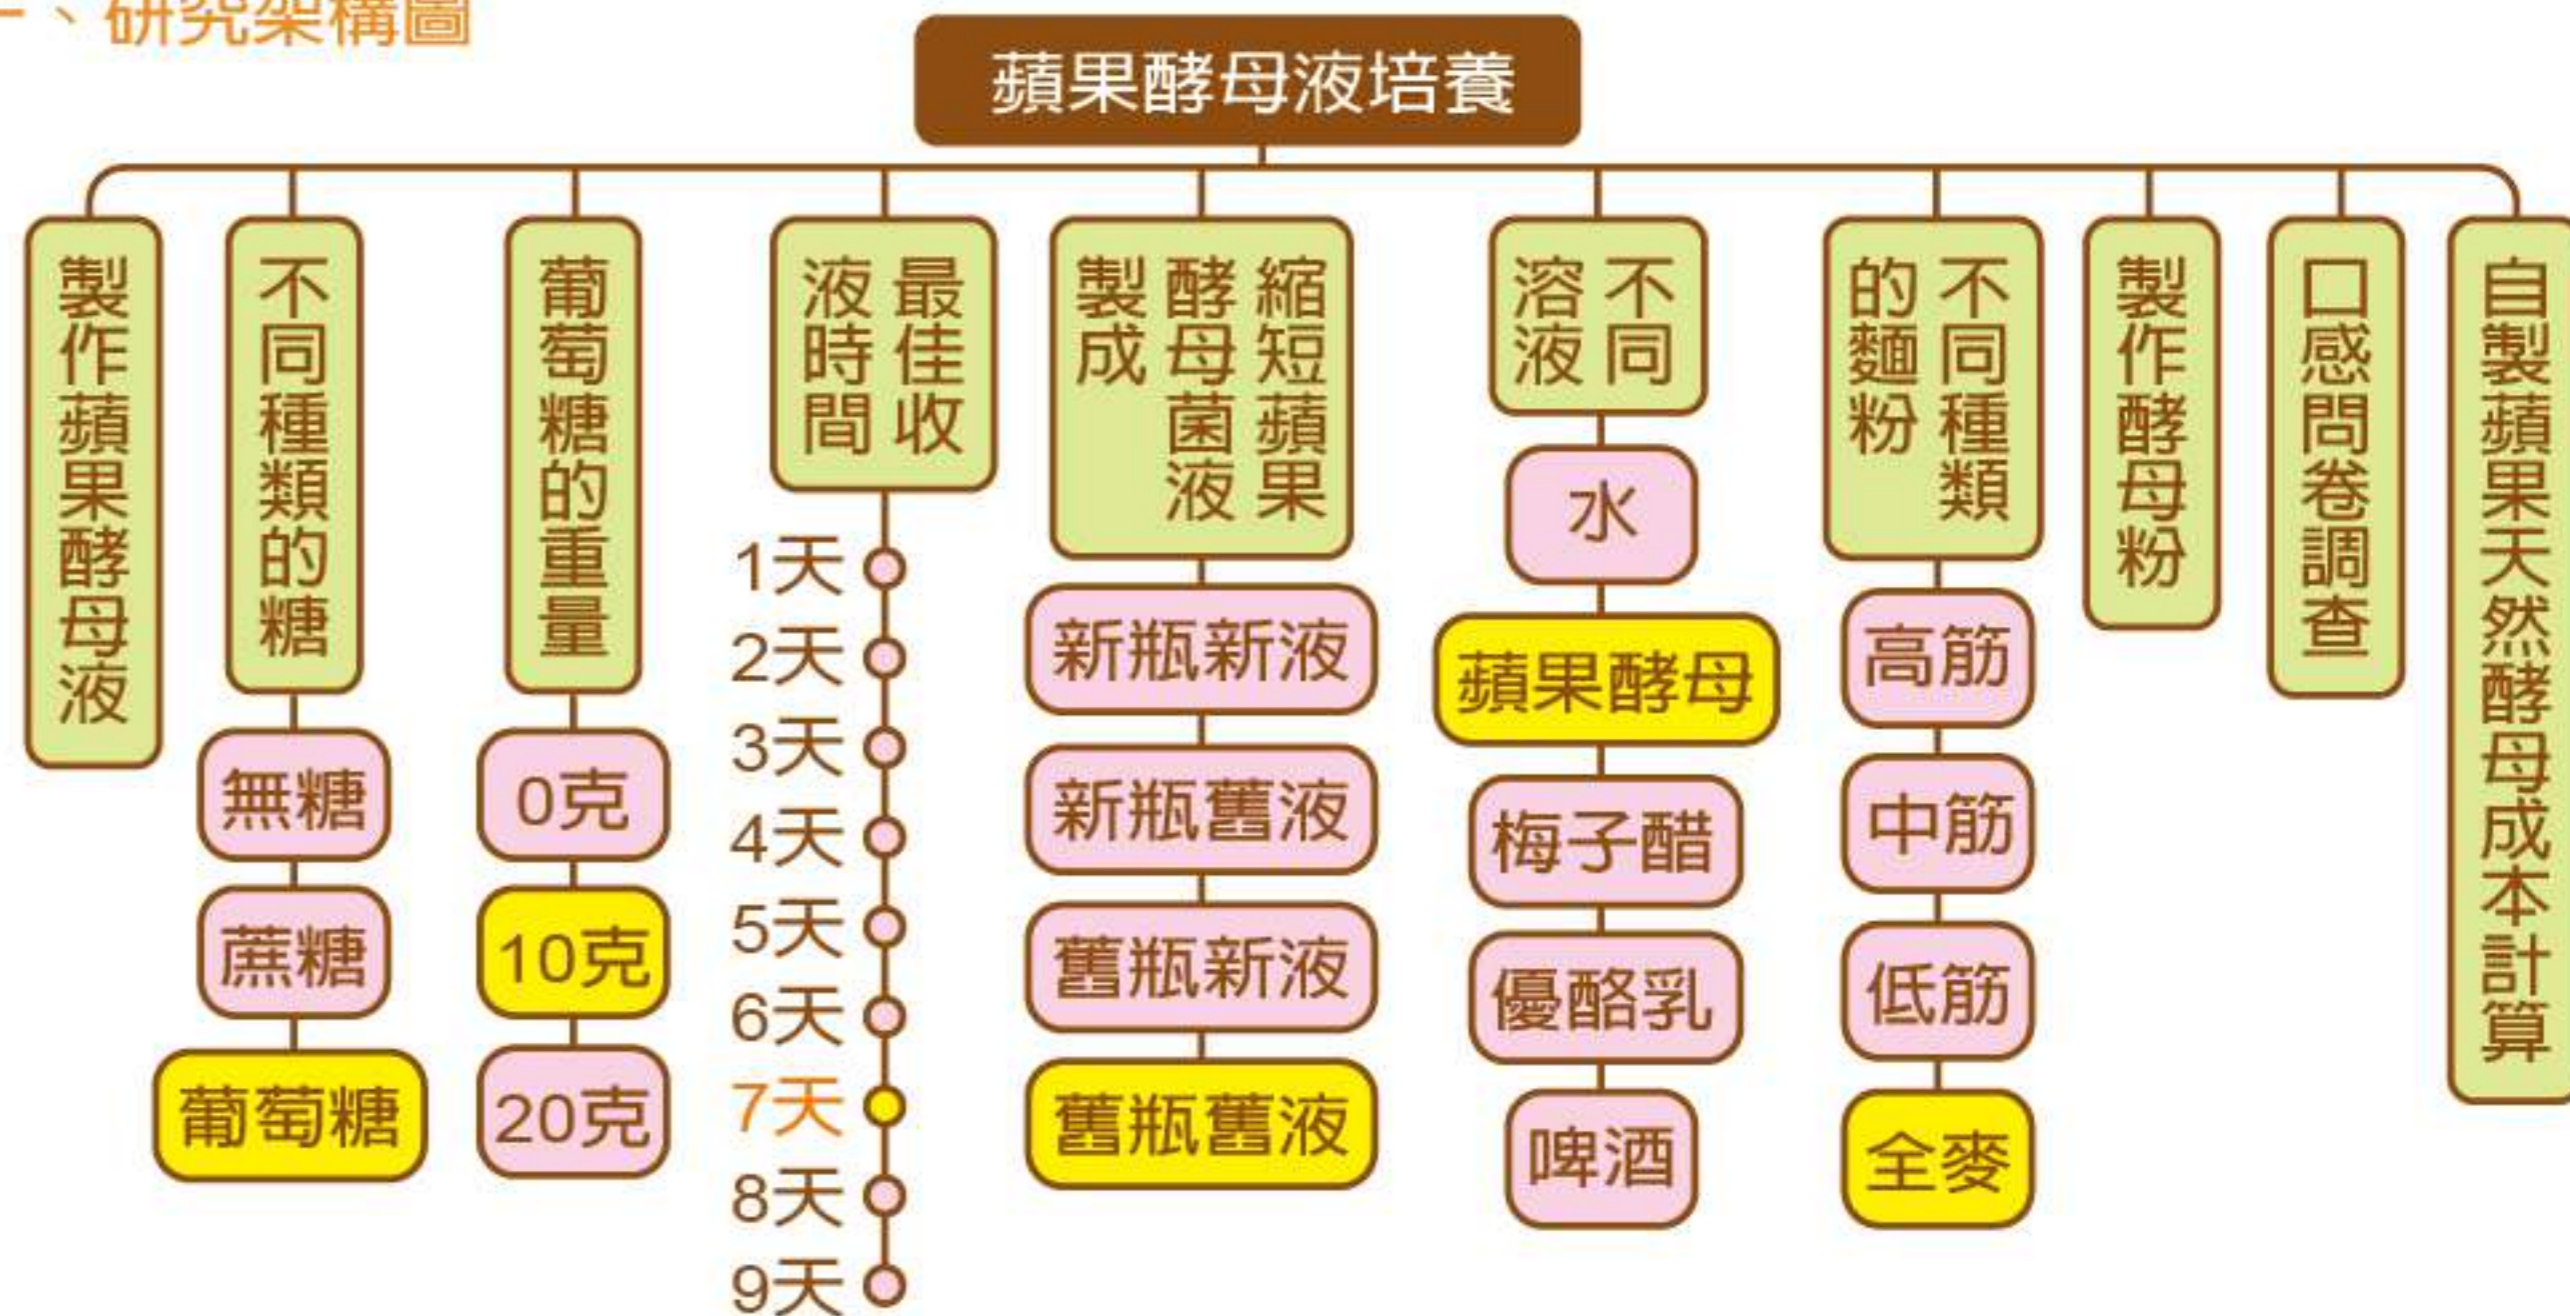 一、研究架構圖
蘋果酵母液培養
製作蘋果酵母液
不同種類的糖
無糖
蔗糖
葡萄糖
葡萄糖的重量
0克
10克
20克
最佳收
液時間
1天
2天
3天
4天
5天
6天
7天
8天
9天
縮短蘋果
酵母菌液
製成
新瓶新液
新瓶舊液
舊瓶新液
舊瓶舊液
不同
溶液
水
蘋果酵母
梅子醋
優酪乳
啤酒
不同種類
的麵粉
高筋
中筋
低筋
全麥
製作酵母粉
口感問卷調查
自製蘋果天然酵母成本計算